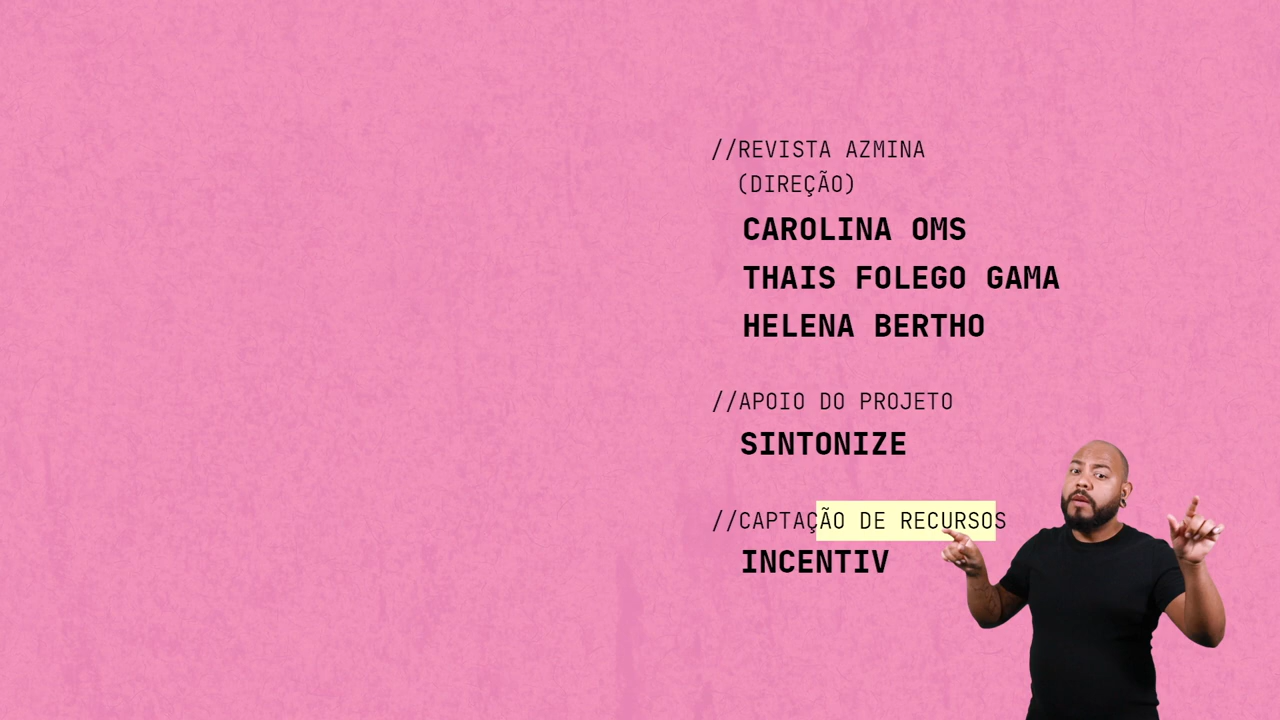 //REVISTA AZMINA
(DIREÇÃO)
CAROLINA OMS
THAIS FOLEGO GAMA
HELENA BERTHO
//APOIO DO PROJETO
SINTONIZE
//CAPTAÇÃO DE RECURSOS
INCENTIV